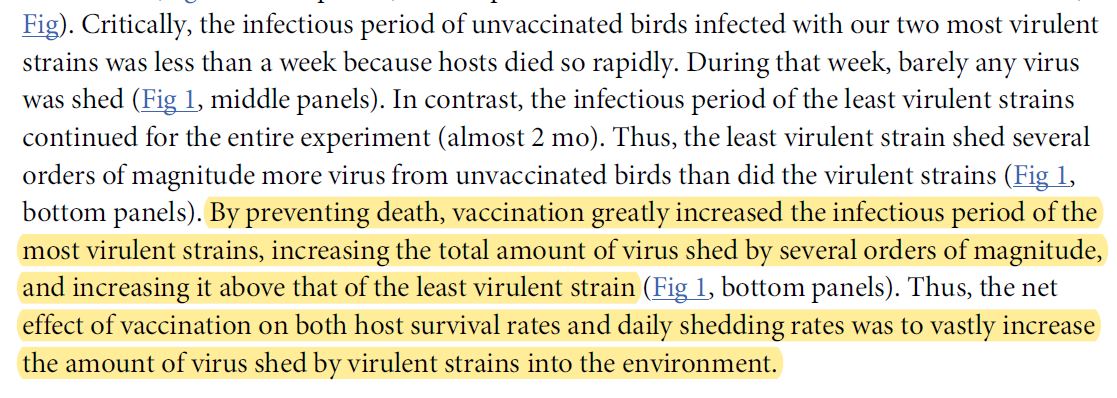 Fig). Critically, the infectious period of unvaccinated birds infected with our two most virulent
strains was less than a week because hosts died so rapidly. During that week, barely any virus
was shed (Fig 1, middle panels). In contrast, the infectious period of the least virulent strains
continued for the entire experiment (almost 2 mo). Thus, the least virulent strain shed several
orders of magnitude more virus from unvaccinated birds than did the virulent strains (Fig 1,
bottom panels). By preventing death, vaccination greatly increased the infectious period of the
most virulent strains, increasing the total amount of virus shed by several orders of magnitude,
and increasing it above that of the least virulent strain (Fig 1, bottom panels). Thus, the net
effect of vaccination on both host survival rates and daily shedding rates was to vastly increase
the amount of virus shed by virulent strains into the environment.